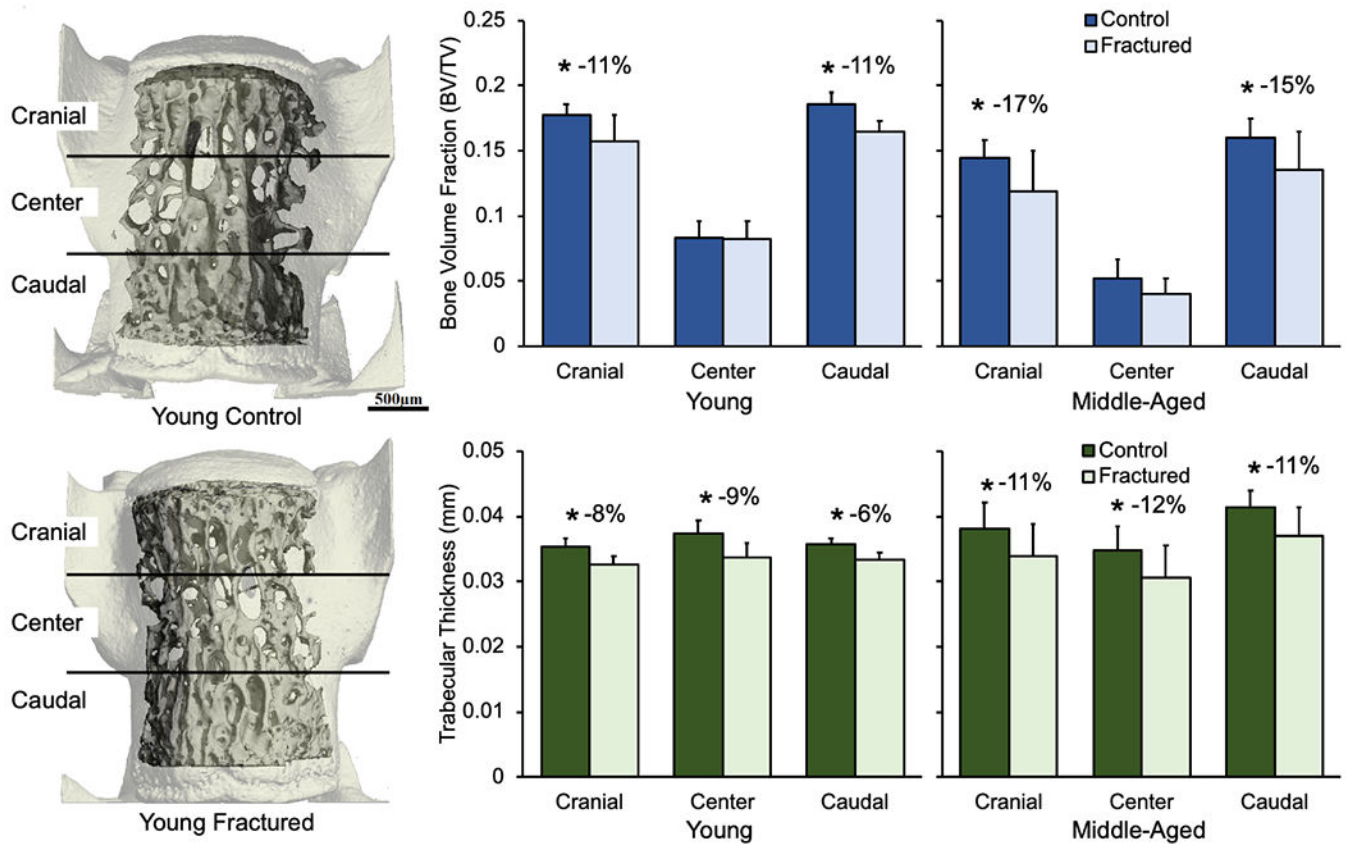 Cranial
Center
Caudal
Young Control
500µm
Cranial
Center
Caudal
Young Fractured
Bone Volume Fraction (BV/TV)
0.25
0.2
0.15
0.1
0.05
0
* -11%
* -11%
Cranial
Center
Caudal
Young
Control
Fractured
* -17%
* -15%
Cranial
Center
Caudal
Middle-Aged
Trabecular Thickness (mm)
0.05
0.04
0.03
0.02
0.01
0
* -8%
* -9%
* -6%
Cranial
Center
Caudal
Young
Control
Fractured
* -11%
* -12%
* -11%
Cranial
Center
Caudal
Middle-Aged